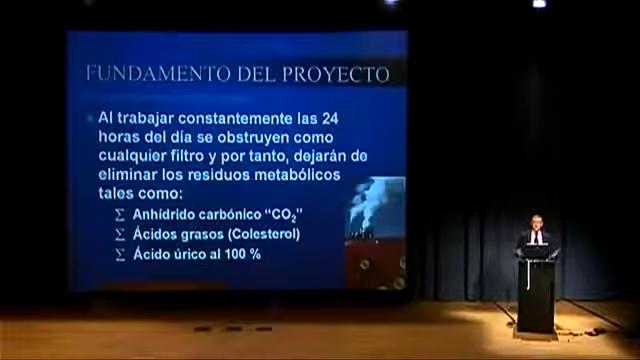 FUNDAMENTO DEL PROYECTO
Al trabajar constantemente las 24
horas del día se obstruyen como
cualquier filtro y por tanto, dejarán de
eliminar los residuos metabólicos
tales como:
∑ Anhídrido carbónico “CO₂”
∑ Ácidos grasos (Colesterol)
∑ Ácido úrico al 100 %